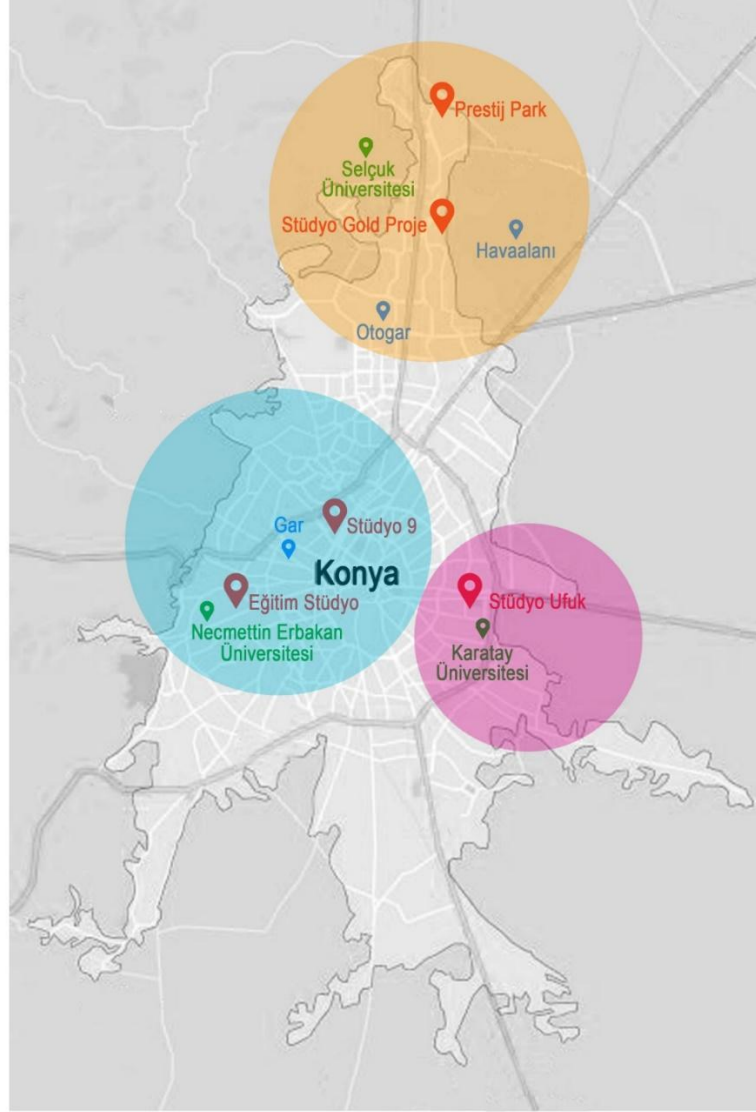 Prestij Park
Selçuk
Üniversitesi
Stüdyo Gold Proje
Havaalanı
Otogar
Stüdyo 9
Gar
Konya
Eğitim Stüdyo
Necmettin Erbakan
Üniversitesi
Stüdyo Ufuk
Karatay
Üniversitesi